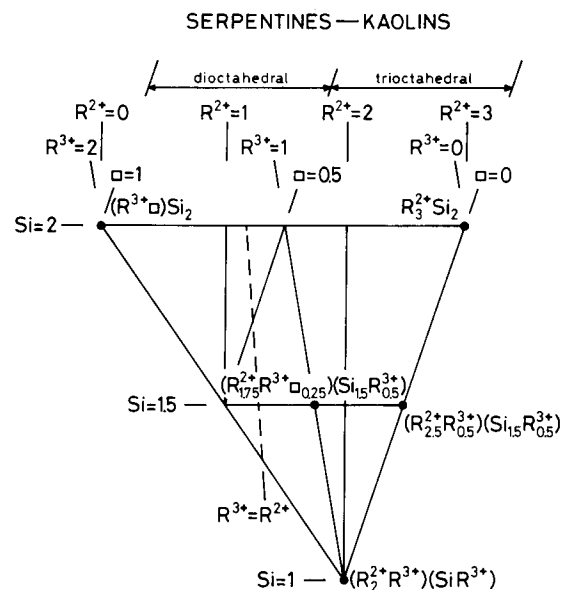 SERPENTINES — KAOLINS
dioctahedral trioctahedral
R²⁺=0 R²⁺=1 R²⁺=2 R²⁺=3
R³⁺=2 R³⁺=1 R³⁺=0
□=1 □=0.5 □=0
(R³⁺□)Si₂ R₃²⁺Si₂
Si=2
(R²⁺₁.₇₅R³⁺□₀.₂₅)(Si₁.₅R³⁺₀.₅)
Si=1.5
(R²⁺₂.₅R³⁺₀.₅)(Si₁.₅R³⁺₀.₅)
R³⁺=R²⁺
Si=1 (R₂²⁺R³⁺)(SiR³⁺)